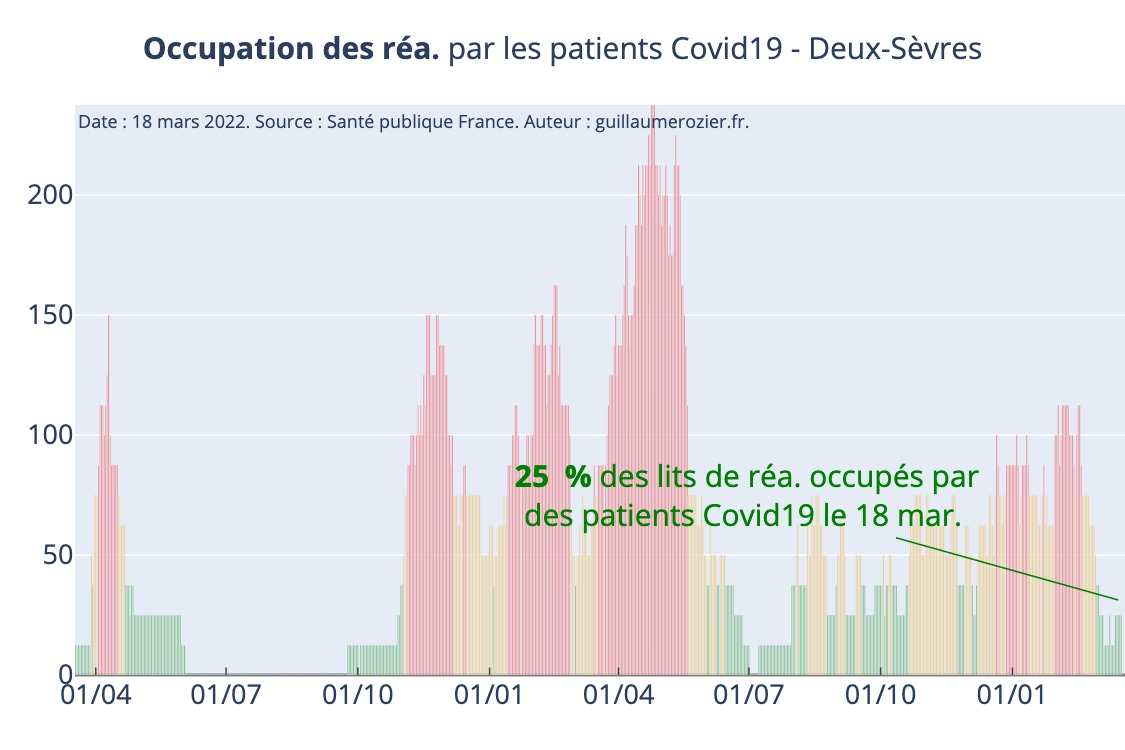 Occupation des réa. par les patients Covid19 - Deux-Sèvres
Date : 18 mars 2022. Source : Santé publique France. Auteur : guillaumerozier.fr.
200
150
100
25  % des lits de réa. occupés par
des patients Covid19 le 18 mar.
50
0
01/04 01/07 01/10 01/01 01/04 01/07 01/10 01/01